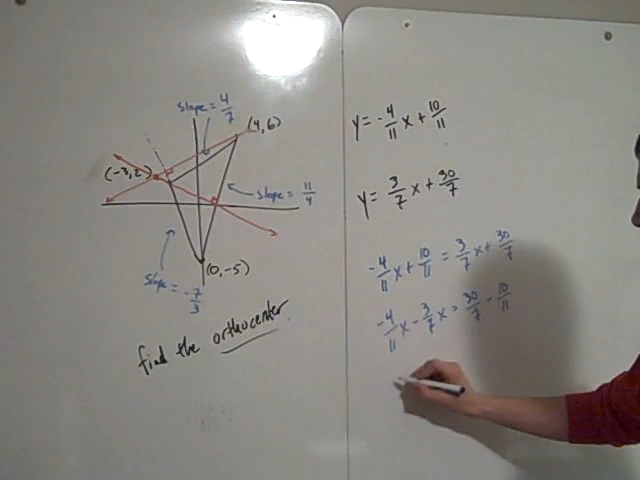 slope = 4/7
(4,6)
(-3,2)
slope = 11/4
slope = -7/3
(0,-5)
find the orthocenter
y = -4/11 x + 10/11
y = 3/7 x + 30/7
-4/11 x + 10/11 = 3/7 x + 30/7
-4/11 x - 3/7 x = 30/7 - 10/11